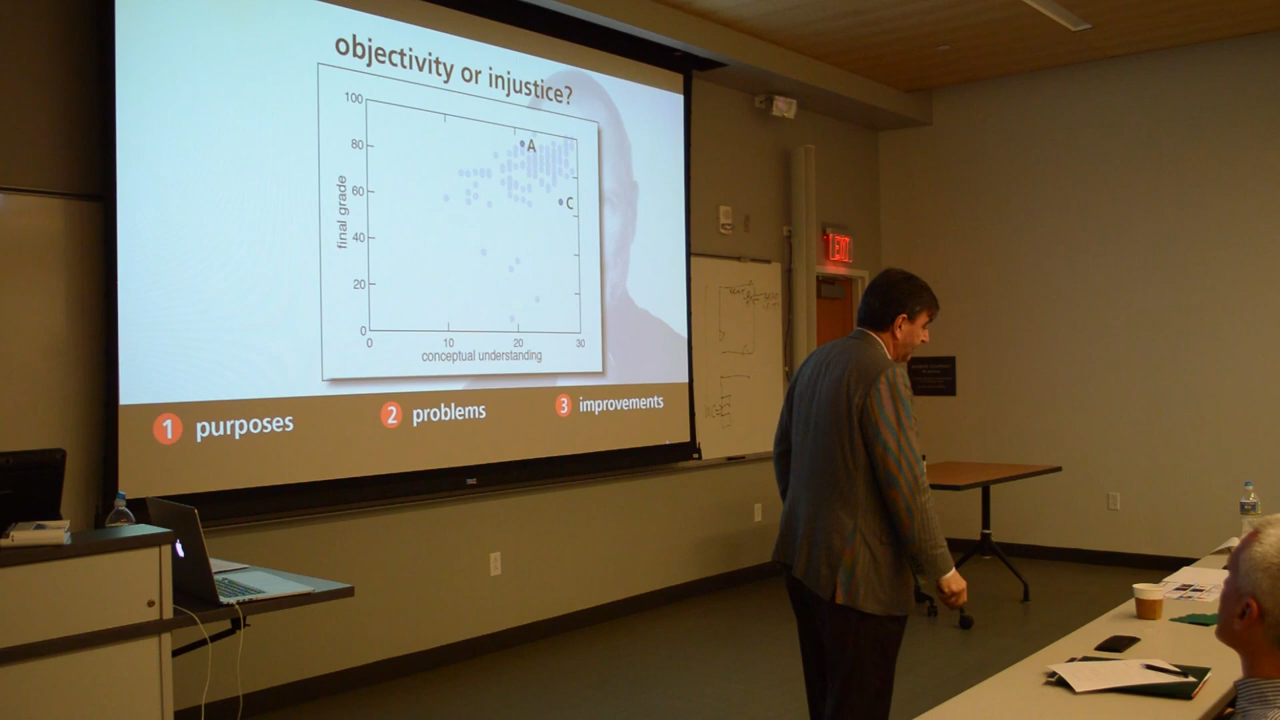 objectivity or injustice?
100
80
60
40
20
0
final grade
A
C
0 10 20 30
conceptual understanding
1 purposes 2 problems 3 improvements
EXIT